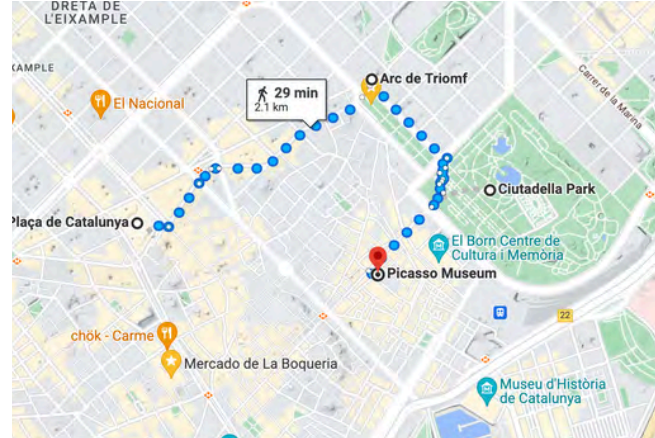 DRETA DE
L'EIXAMPLE
XAMPLE
El Nacional
29 min
2.1 km
Arc de Triomf
Carrer de la Marina
Plaça de Catalunya
Ciutadella Park
El Born Centre de
Cultura i Memòria
Picasso Museum
22
chök - Carme
Mercado de La Boqueria
Museu d'Història
de Catalunya